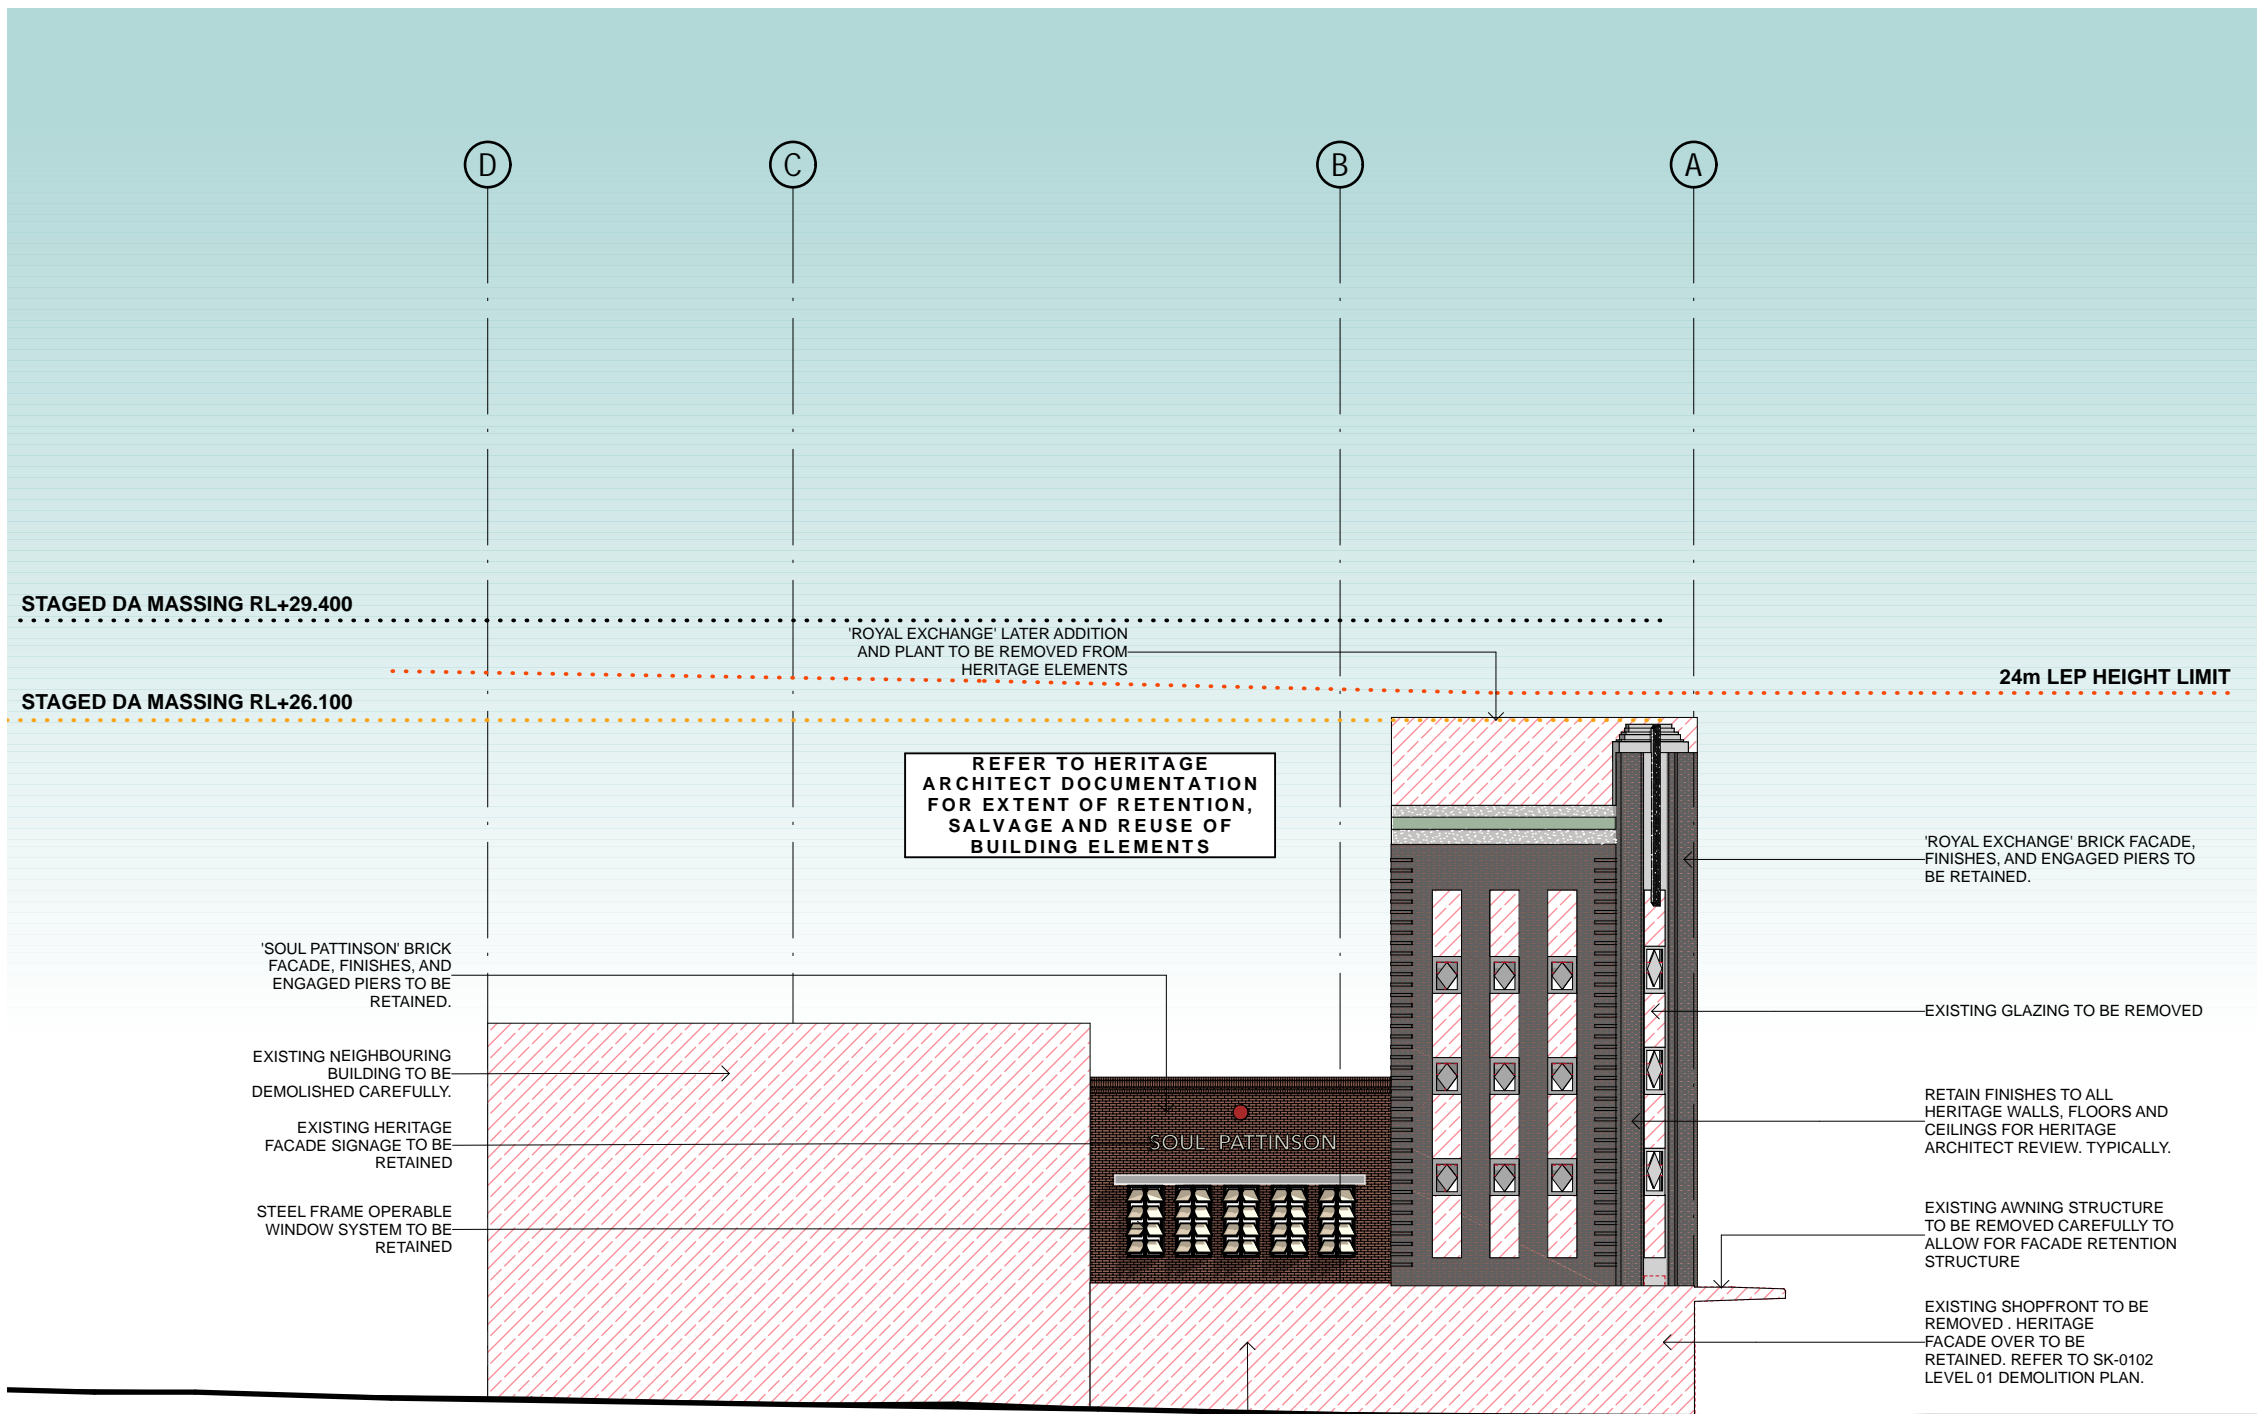 D
C
B
A
STAGED DA MASSING RL+29.400
'ROYAL EXCHANGE' LATER ADDITION
AND PLANT TO BE REMOVED FROM
HERITAGE ELEMENTS
24m LEP HEIGHT LIMIT
STAGED DA MASSING RL+26.100
REFER TO HERITAGE
ARCHITECT DOCUMENTATION
FOR EXTENT OF RETENTION,
SALVAGE AND REUSE OF
BUILDING ELEMENTS
'ROYAL EXCHANGE' BRICK FACADE,
FINISHES, AND ENGAGED PIERS TO
BE RETAINED.
'SOUL PATTINSON' BRICK
FACADE, FINISHES, AND
ENGAGED PIERS TO BE
RETAINED.
EXISTING GLAZING TO BE REMOVED
EXISTING NEIGHBOURING
BUILDING TO BE
DEMOLISHED CAREFULLY.
RETAIN FINISHES TO ALL
HERITAGE WALLS, FLOORS AND
CEILINGS FOR HERITAGE
ARCHITECT REVIEW. TYPICALLY.
EXISTING HERITAGE
FACADE SIGNAGE TO BE
RETAINED
SOUL PATTINSON
STEEL FRAME OPERABLE
WINDOW SYSTEM TO BE
RETAINED
EXISTING AWNING STRUCTURE
TO BE REMOVED CAREFULLY TO
ALLOW FOR FACADE RETENTION
STRUCTURE
EXISTING SHOPFRONT TO BE
REMOVED . HERITAGE
FACADE OVER TO BE
RETAINED. REFER TO SK-0102
LEVEL 01 DEMOLITION PLAN.